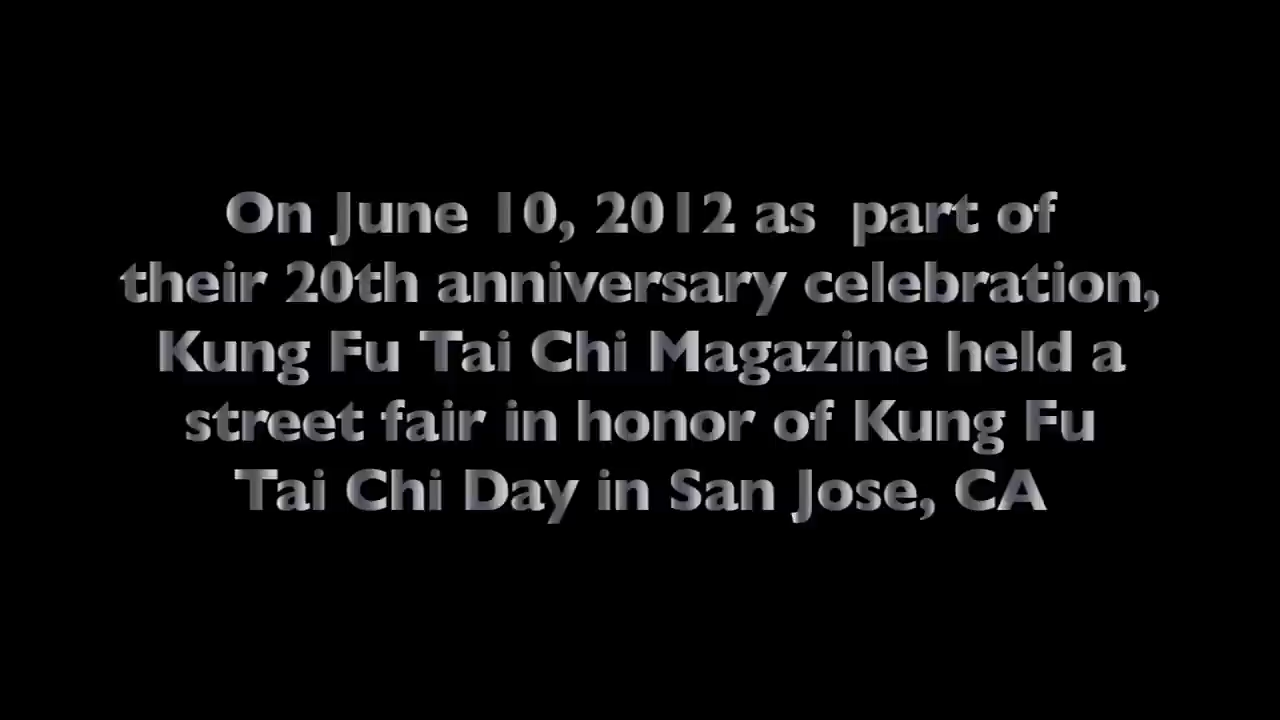 On June 10, 2012 as  part of
their 20th anniversary celebration,
Kung Fu Tai Chi Magazine held a
street fair in honor of Kung Fu
Tai Chi Day in San Jose, CA